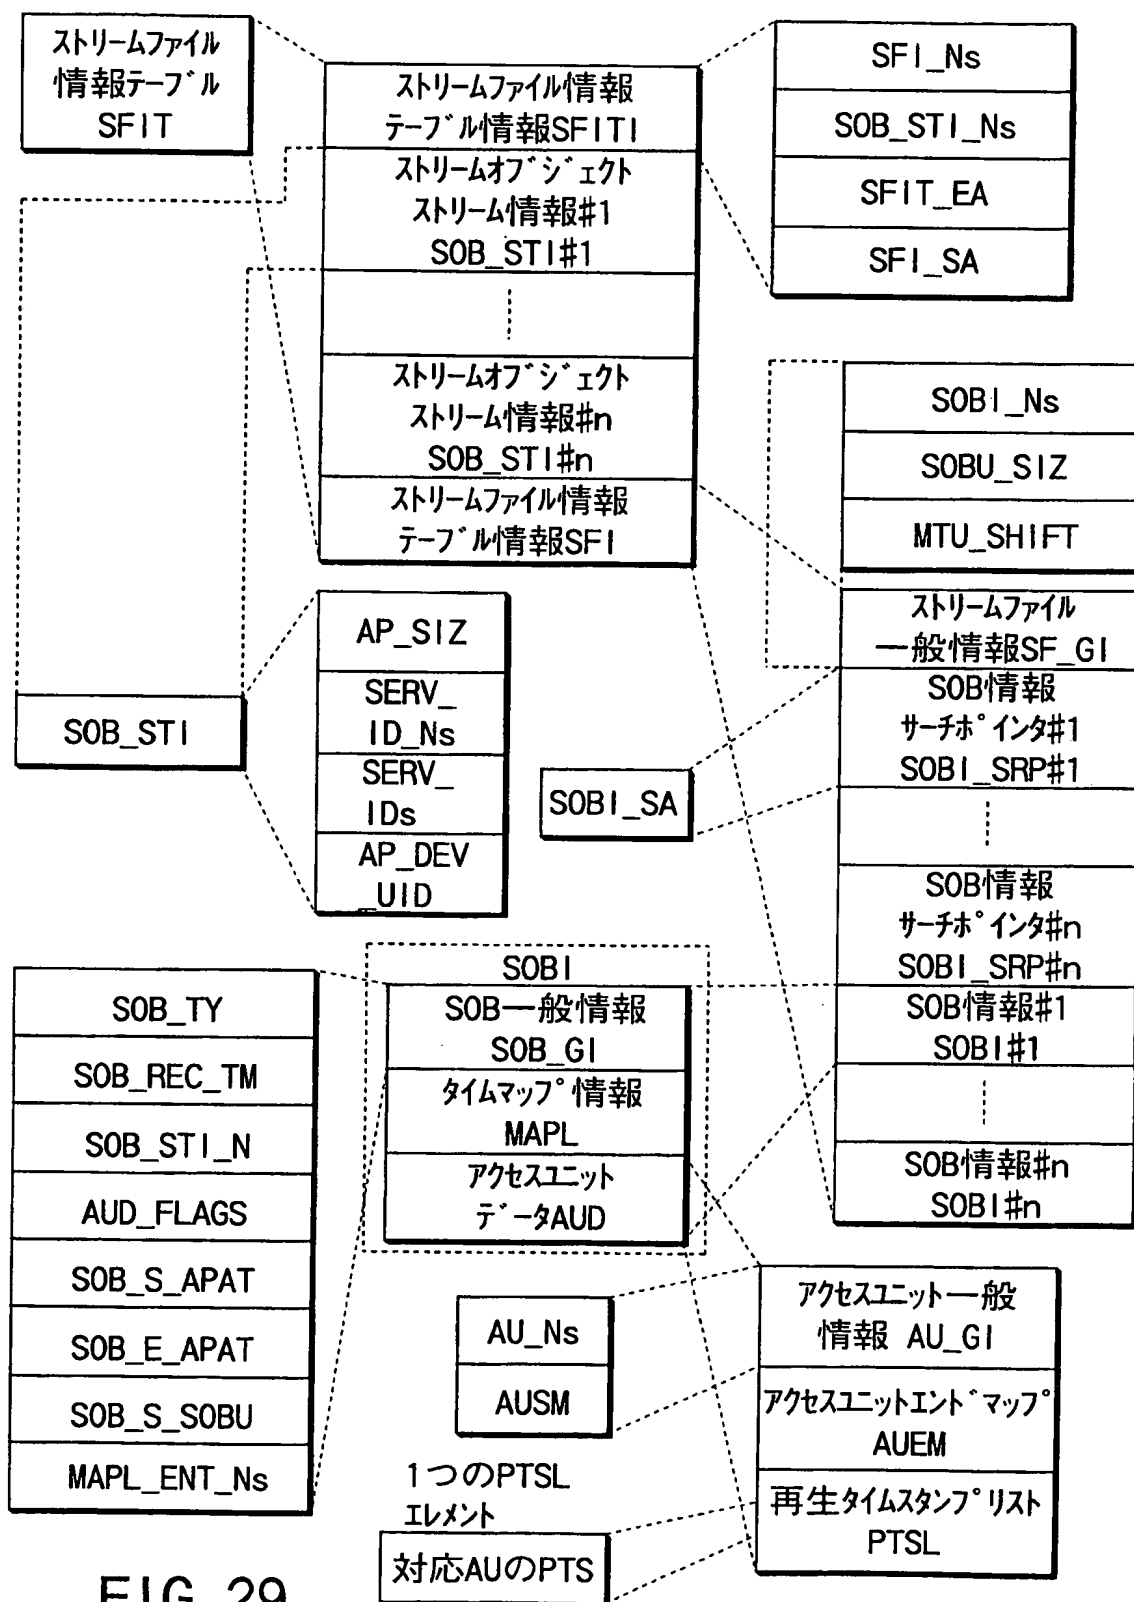 ストリームファイル
情報テーブル
SFIT
ストリームファイル情報
テーブル情報SFITI
ストリームオブジェクト
ストリーム情報#1
SOB_STI#1
ストリームオブジェクト
ストリーム情報#n
SOB_STI#n
ストリームファイル情報
テーブル情報SFI
SFI_Ns
SOB_STI_Ns
SFIT_EA
SFI_SA
SOBI_Ns
SOBU_SIZ
MTU_SHIFT
ストリームファイル
一般情報SF_GI
SOB情報
サーチポインタ#1
SOBI_SRP#1
SOB情報
サーチポインタ#n
SOBI_SRP#n
SOB情報#1
SOBI#1
SOB情報#n
SOBI#n
SOB_STI
AP_SIZ
SERV_
ID_Ns
SERV_
IDs
AP_DEV
_UID
SOBI_SA
SOBI
SOB一般情報
SOB_GI
タイムマップ情報
MAPL
アクセスユニット
データAUD
SOB_TY
SOB_REC_TM
SOB_STI_N
AUD_FLAGS
SOB_S_APAT
SOB_E_APAT
SOB_S_SOBU
MAPL_ENT_Ns
AU_Ns
AUSM
アクセスユニット一般
情報 AU_GI
アクセスユニットエンドマップ
AUEM
再生タイムスタンプリスト
PTSL
1つのPTSL
エレメント
対応AUのPTS
FIG. 29